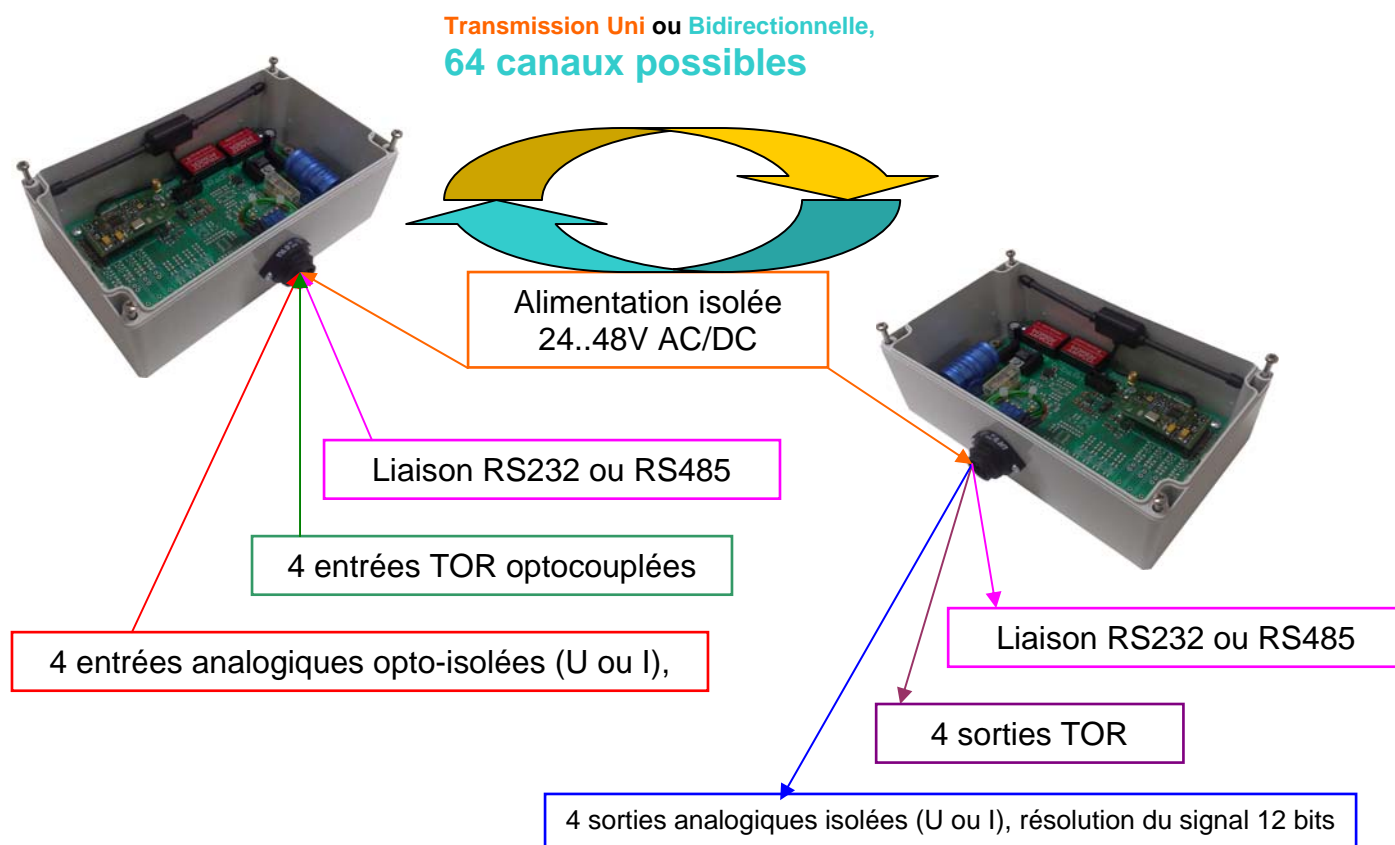 Transmission Uni ou Bidirectionnelle,
64 canaux possibles
Alimentation isolée
24..48V AC/DC
Liaison RS232 ou RS485
4 entrées TOR optocouplées
4 entrées analogiques opto-isolées (U ou I),
Liaison RS232 ou RS485
4 sorties TOR
4 sorties analogiques isolées (U ou I), résolution du signal 12 bits